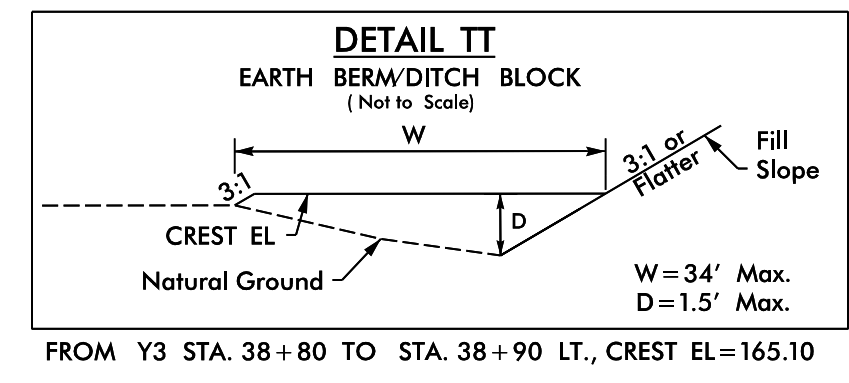 DETAIL TT
EARTH BERM/DITCH BLOCK
(Not to Scale)
W
3:1
3:1 or
Flatter
Fill
Slope
D
CREST EL
Natural Ground
W=34' Max.
D=1.5' Max.
FROM Y3 STA. 38+80 TO STA. 38+90 LT., CREST EL=165.10